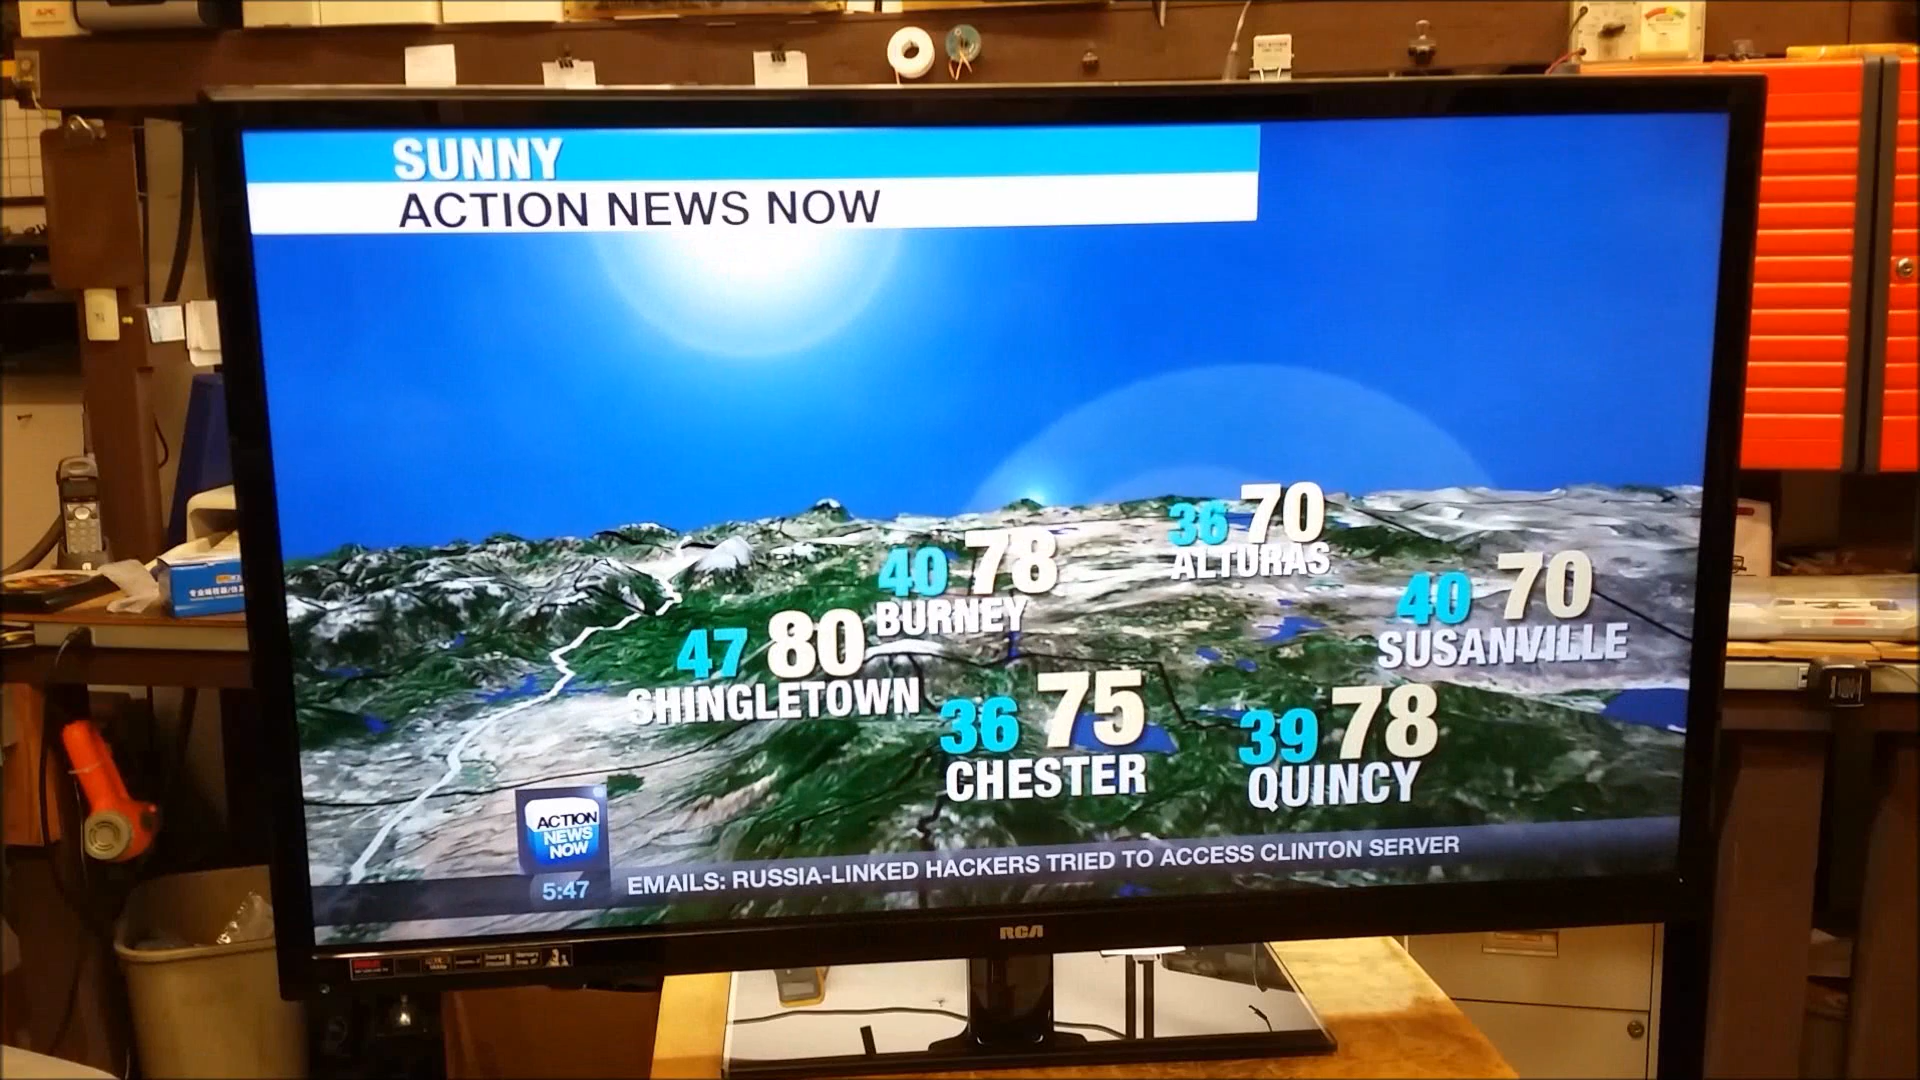 SUNNY
ACTION NEWS NOW
36 70
ALTURAS
40 78
BURNEY
40 70
SUSANVILLE
47 80
SHINGLETOWN
36 75
CHESTER
39 78
QUINCY
ACTION
NEWS
NOW
5:47
EMAILS: RUSSIA-LINKED HACKERS TRIED TO ACCESS CLINTON SERVER
RCA